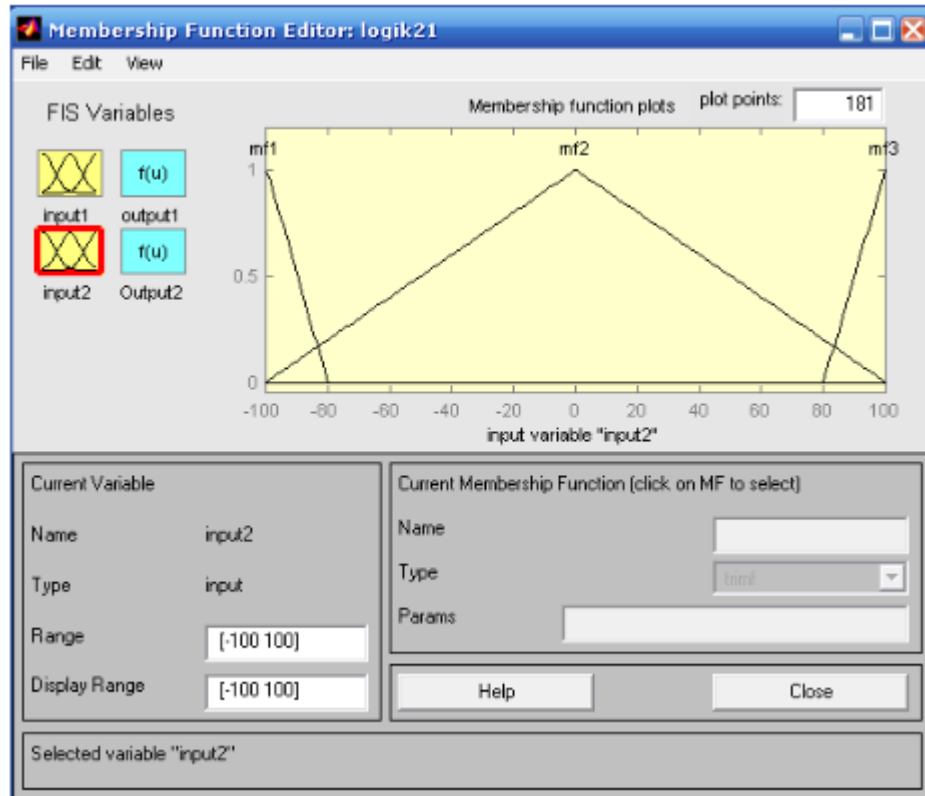 Membership Function Editor: logik21
File Edit View
FIS Variables
Membership function plots plot points: 181
f(u)
input1 output1
f(u)
input2 Output2
mf1 mf2 mf3
1
0.5
0
-100 -80 -60 -40 -20 0 20 40 60 80 100
input variable "input2"
Current Variable
Name input2
Type input
Range [-100 100]
Display Range [-100 100]
Current Membership Function (click on MF to select)
Name
Type trimf
Params
Help Close
Selected variable "input2"